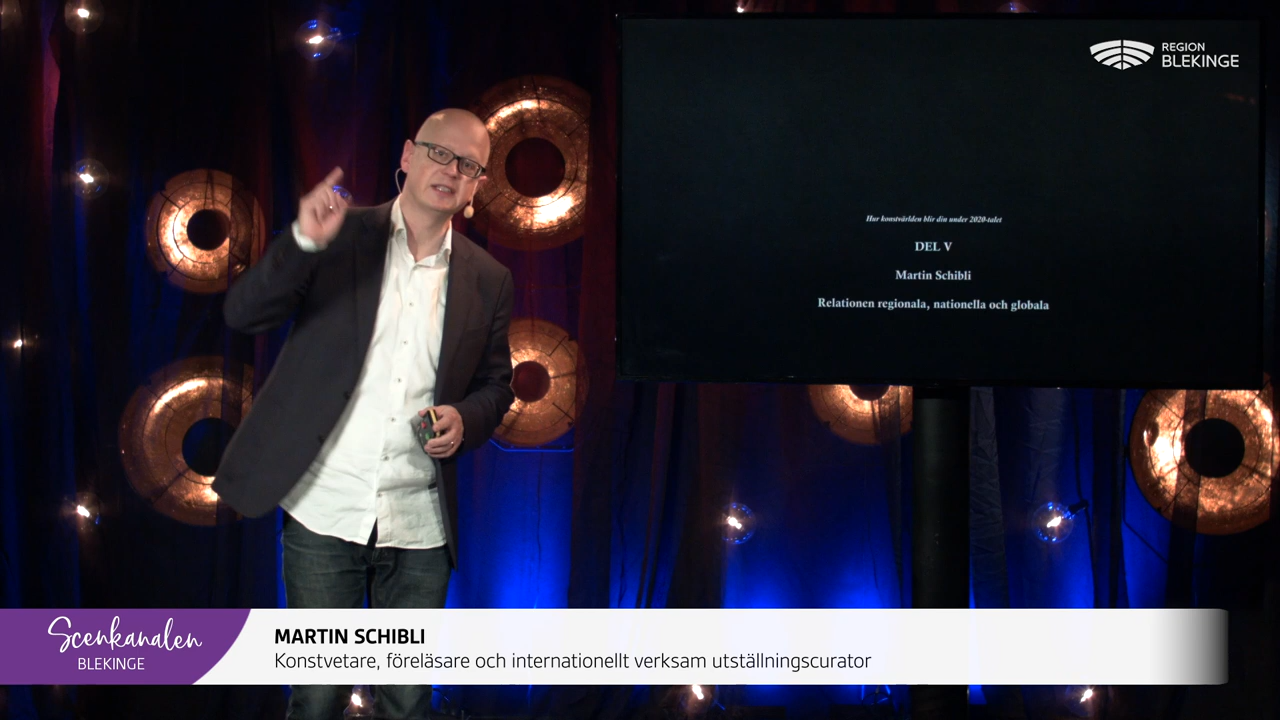 REGION
BLEKINGE
Hur konstvärlden blir din under 2020-talet
DEL V
Martin Schibli
Relationen regionala, nationella och globala
Scenkanalen
BLEKINGE
MARTIN SCHIBLI
Konstvetare, föreläsare och internationellt verksam utställningscurator